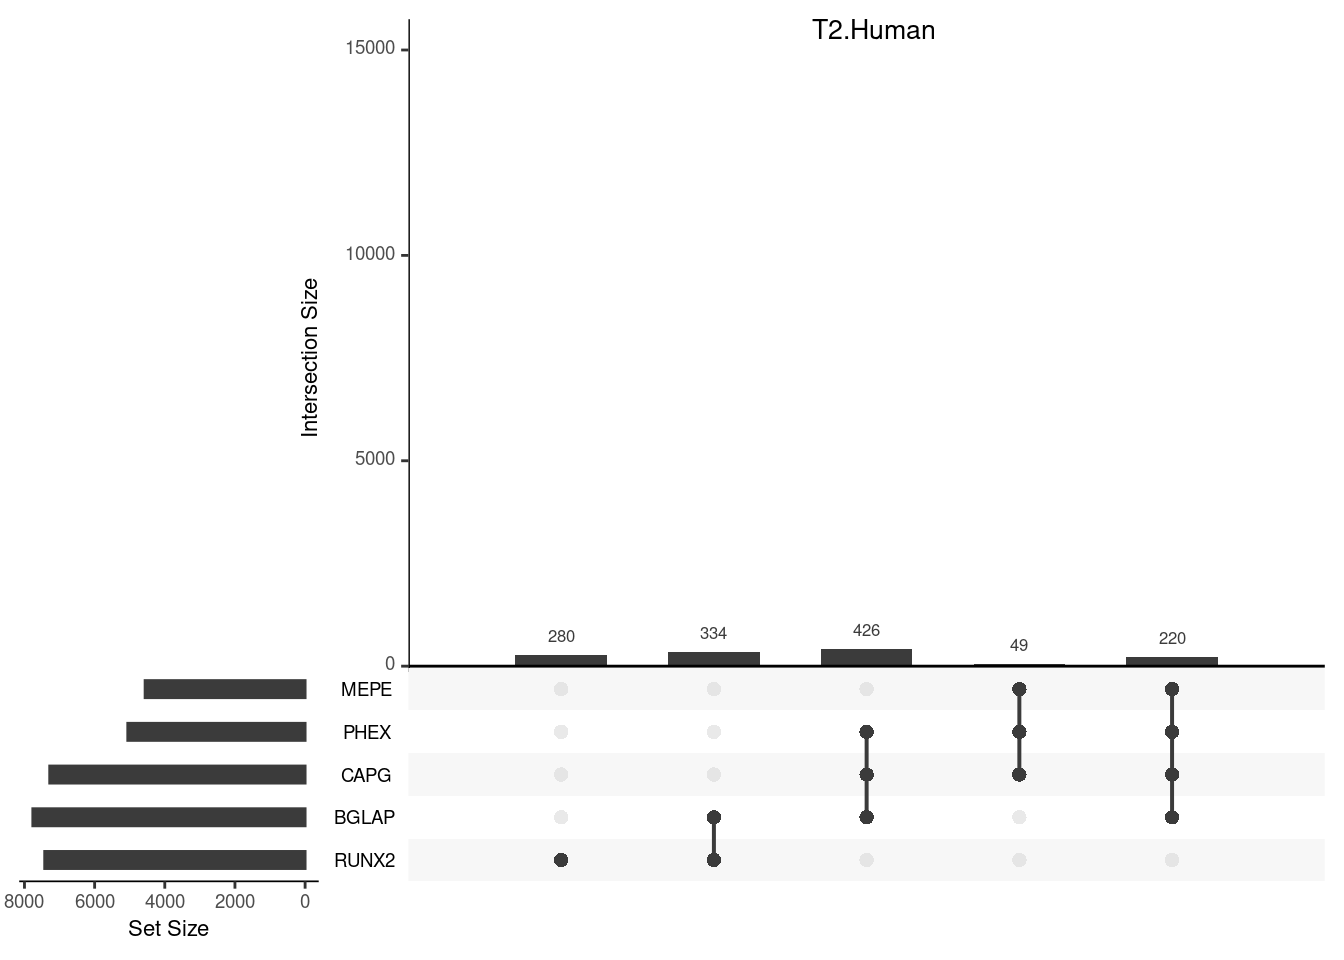 T2.Human
15000
10000
5000
0
Intersection Size
280
334
426
49
220
MEPE
PHEX
CAPG
BGLAP
RUNX2
8000 6000 4000 2000 0
Set Size